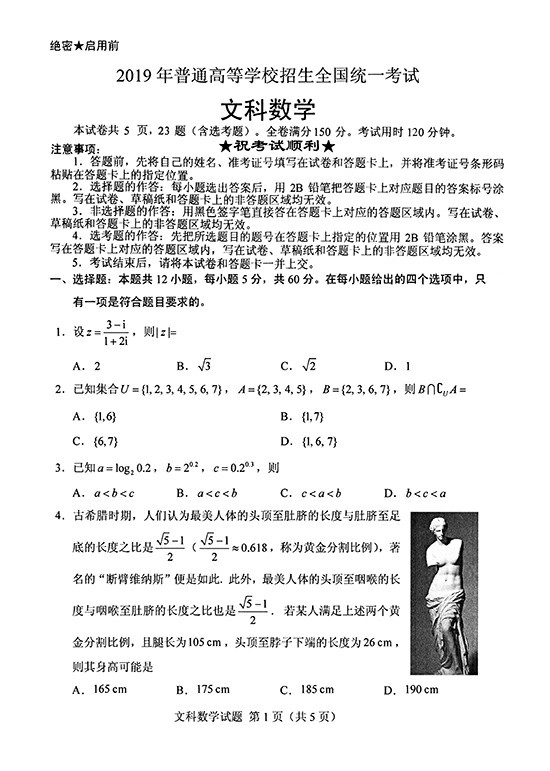 绝密★启用前
2019 年普通高等学校招生全国统一考试
文科数学
本试卷共 5 页，23 题（含选考题）。全卷满分 150 分。考试用时 120 分钟。
★祝考试顺利★
注意事项：
1．答题前，先将自己的姓名、准考证号填写在试卷和答题卡上，并将准考证号条形码
粘贴在答题卡上的指定位置。
2．选择题的作答：每小题选出答案后，用 2B 铅笔把答题卡上对应题目的答案标号涂
黑。写在试卷、草稿纸和答题卡上的非答题区域均无效。
3．非选择题的作答：用黑色签字笔直接答在答题卡上对应的答题区域内。写在试卷、
草稿纸和答题卡上的非答题区域均无效。
4．选考题的作答：先把所选题目的题号在答题卡上指定的位置用 2B 铅笔涂黑。答案
写在答题卡上对应的答题区域内，写在试卷、草稿纸和答题卡上的非答题区域均无效。
5．考试结束后，请将本试卷和答题卡一并上交。
一、选择题：本题共 12 小题，每小题 5 分，共 60 分。在每小题给出的四个选项中，只
有一项是符合题目要求的。
1．设 z = (3−i)/(1+2i)，则|z|=
A．2 B．√3 C．√2 D．1
2．已知集合 U={1, 2, 3, 4, 5, 6, 7}，A={2, 3, 4, 5}，B={2, 3, 6, 7}，则 B∩∁UA=
A．{1,6} B．{1,7}
C．{6,7} D．{1, 6, 7}
3．已知 a=log₂ 0.2，b=2^0.2，c=0.2^0.3，则
A．a<b<c B．a<c<b C．c<a<b D．b<c<a
4．古希腊时期，人们认为最美人体的头顶至肚脐的长度与肚脐至足
底的长度之比是 (√5−1)/2（(√5−1)/2≈0.618，称为黄金分割比例），著
名的“断臂维纳斯”便是如此．此外，最美人体的头顶至咽喉的长
度与咽喉至肚脐的长度之比也是 (√5−1)/2．若某人满足上述两个黄
金分割比例，且腿长为105 cm，头顶至脖子下端的长度为26 cm，
则其身高可能是
A．165 cm B．175 cm C．185 cm D．190 cm
文科数学试题 第 1 页（共 5 页）